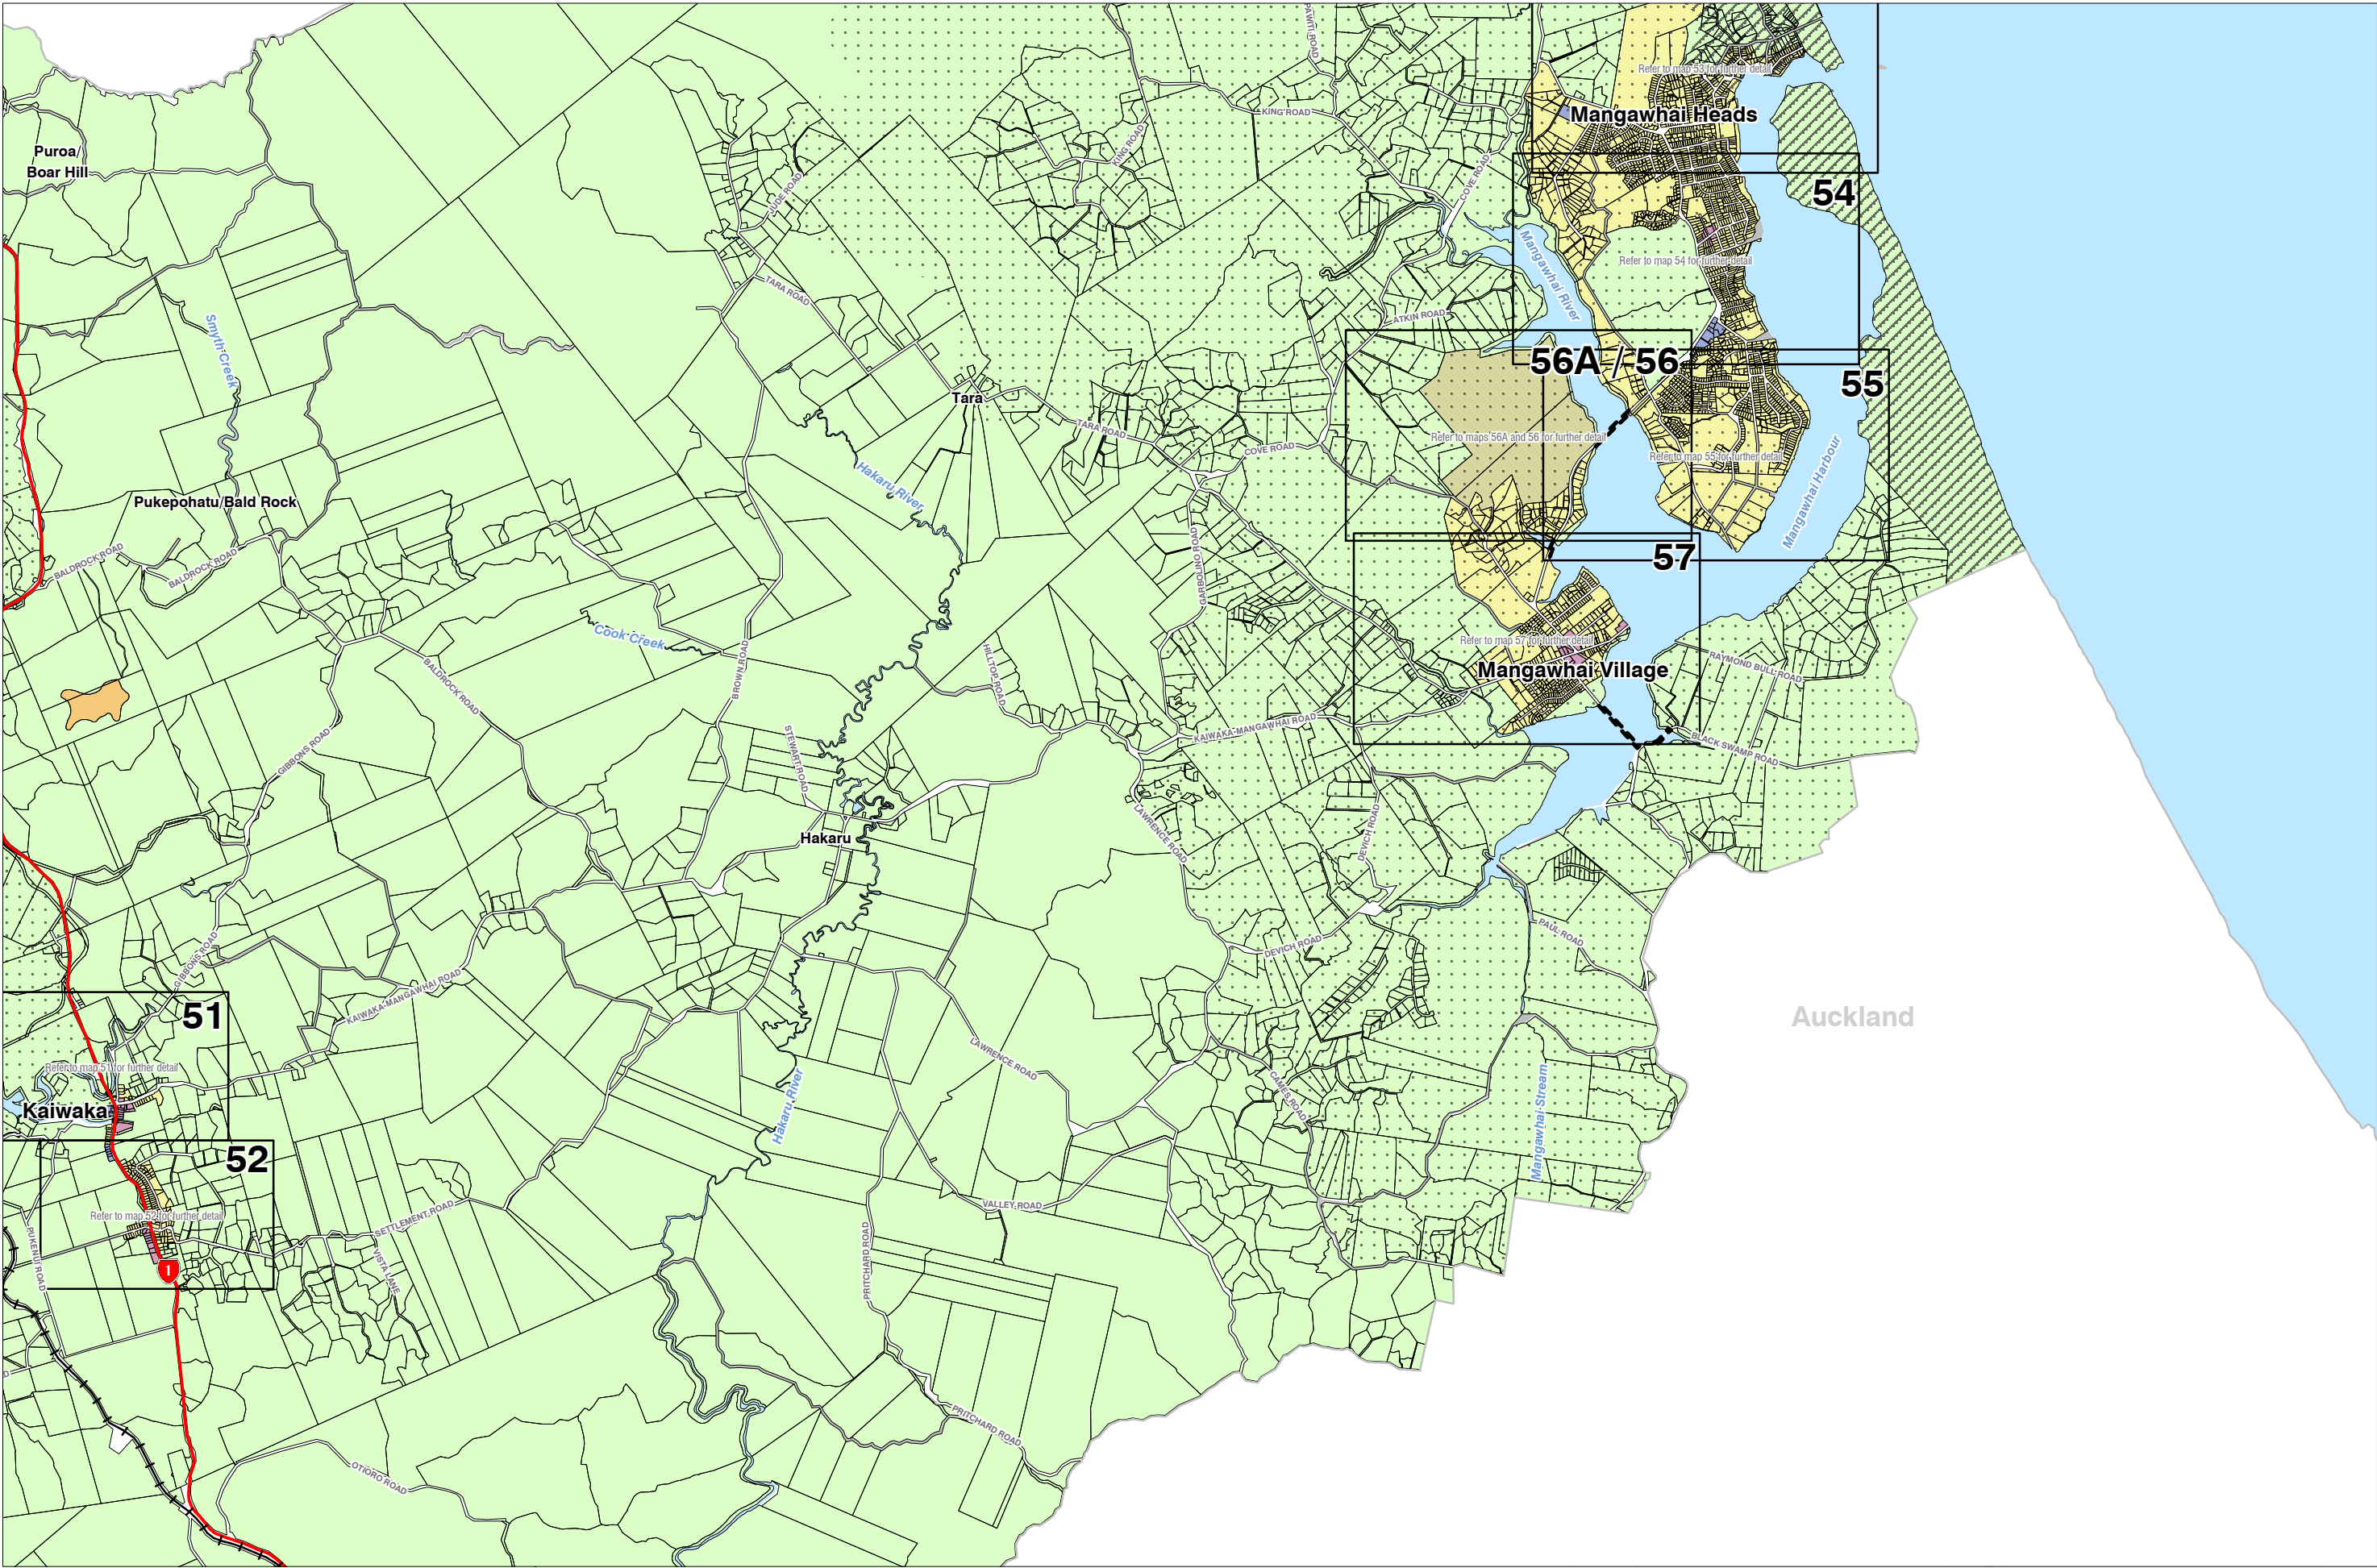 PAWITI ROAD
Refer to map 53 for further detail
Mangawhai Heads
KING ROAD
KING ROAD
Puroa/
Boar Hill
COVE ROAD
JUDE ROAD
54
Mangawhai River
Refer to map 54 for further detail
TARA ROAD
ATKIN ROAD
Smyth Creek
56A / 56
55
Tara
TARA ROAD
COVE ROAD
Refer to maps 56A and 56 for further detail
Refer to map 55 for further detail
Mangawhai Harbour
Hakaru River
Pukepohatu/Bald Rock
BALDROCK ROAD
BALDROCK ROAD
GARBOLINO ROAD
57
Cook Creek
Refer to map 57 for further detail
Mangawhai Village
RAYMOND BULL ROAD
HILLTOP ROAD
BROWN ROAD
BALDROCK ROAD
KAIWAKA-MANGAWHAI ROAD
BLACK SWAMP ROAD
GIBBONS ROAD
STEWART ROAD
Hakaru
LAWRENCE ROAD
DEVICH ROAD
GIBBONS ROAD
DEVICH ROAD
PAUL ROAD
KAIWAKA-MANGAWHAI ROAD
51
Auckland
Refer to map 51 for further detail
LAWRENCE ROAD
CAMES ROAD
Kaiwaka
Hakaru River
Mangawhai Stream
52
Refer to map 52 for further detail
SETTLEMENT ROAD
VALLEY ROAD
PUKENUI ROAD
VISTA LANE
PRITCHARD ROAD
1
D
PRITCHARD ROAD
OTIORO ROAD